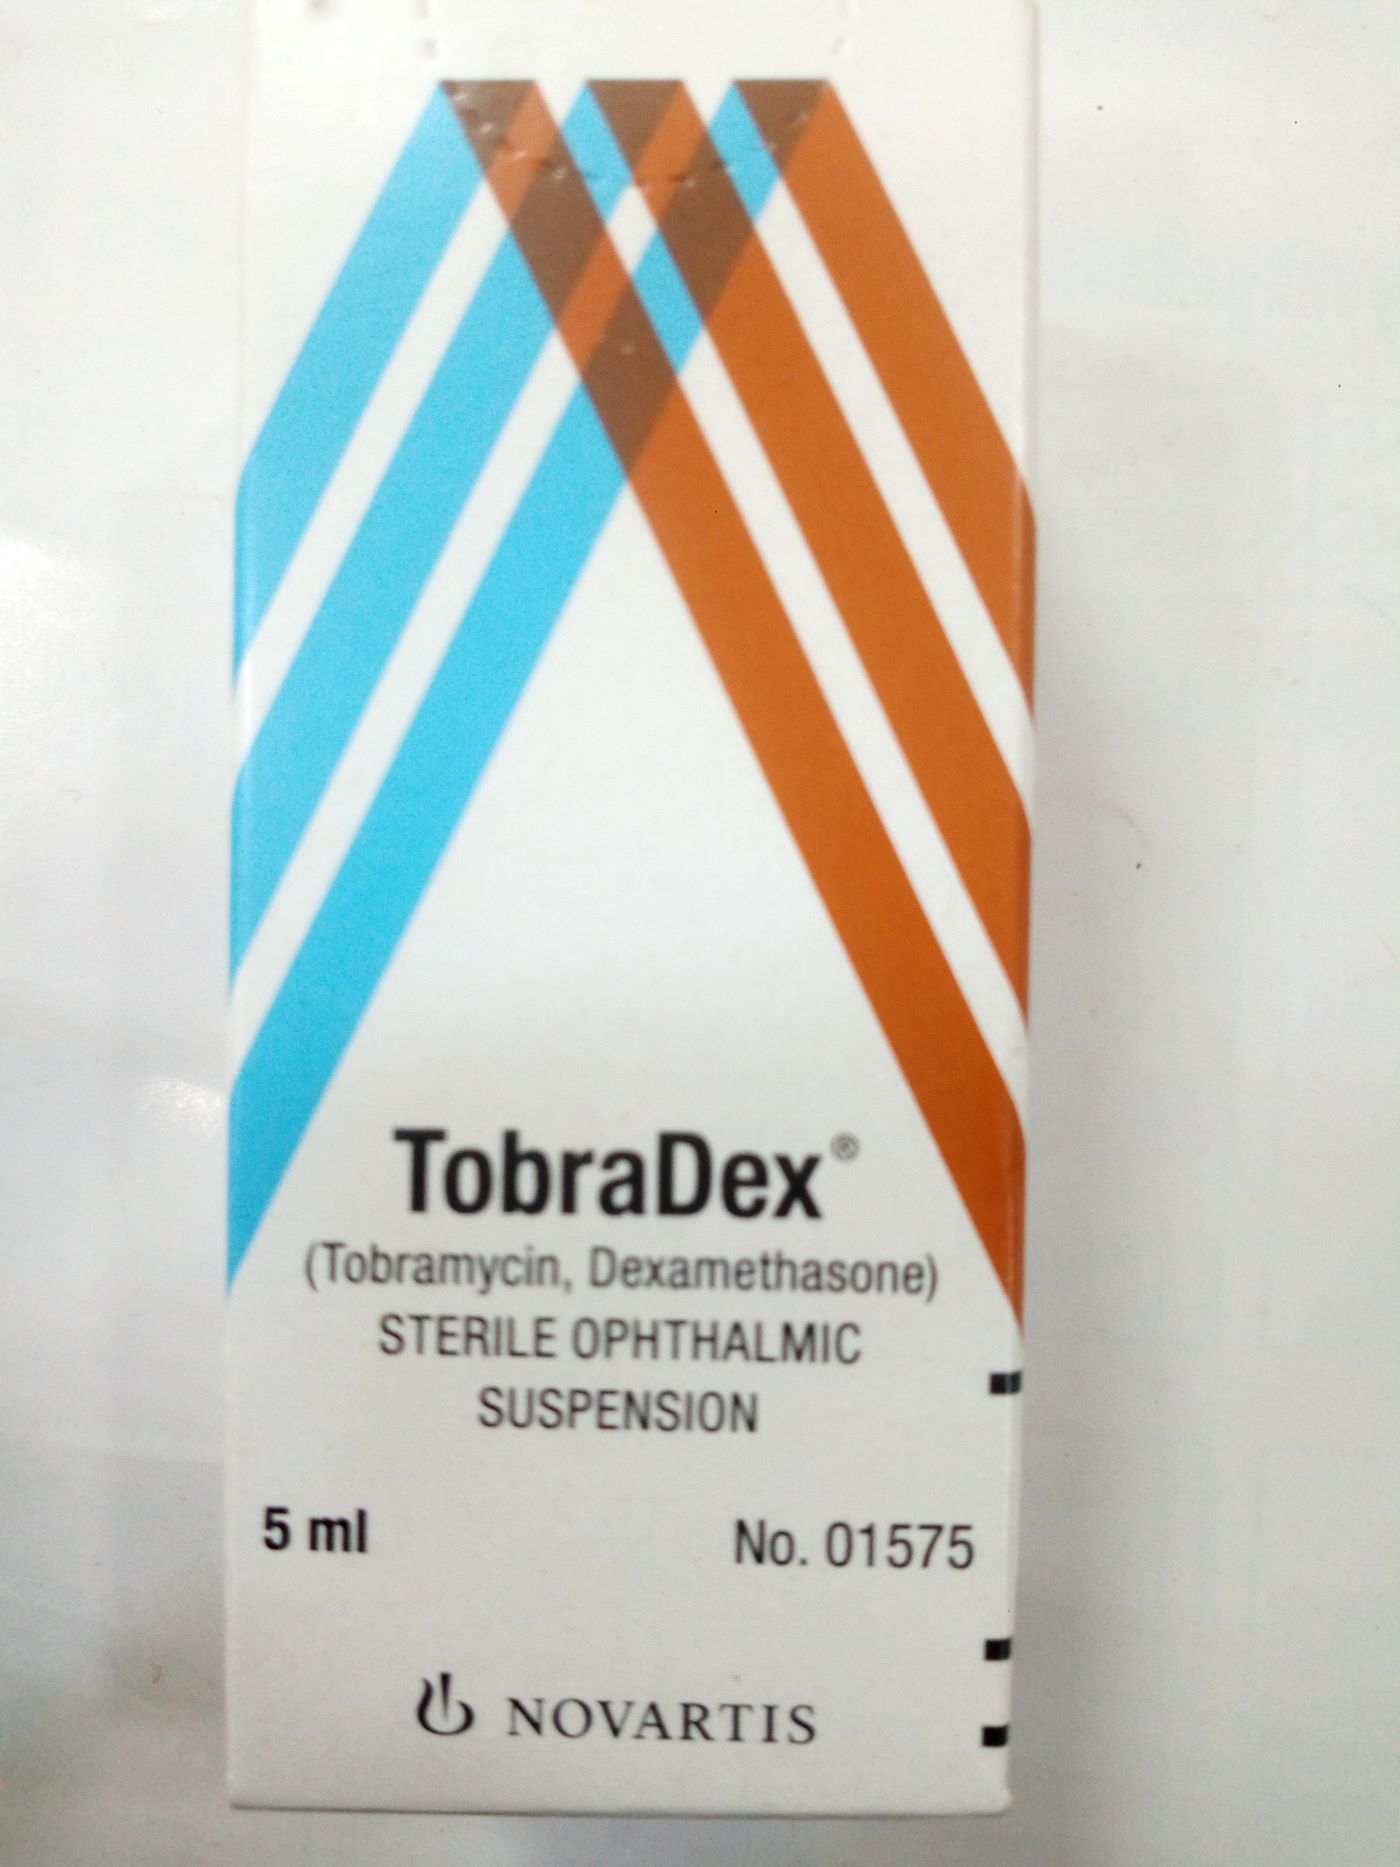 TobraDex®
(Tobramycin, Dexamethasone)
STERILE OPHTHALMIC
SUSPENSION
5 ml No. 01575
NOVARTIS